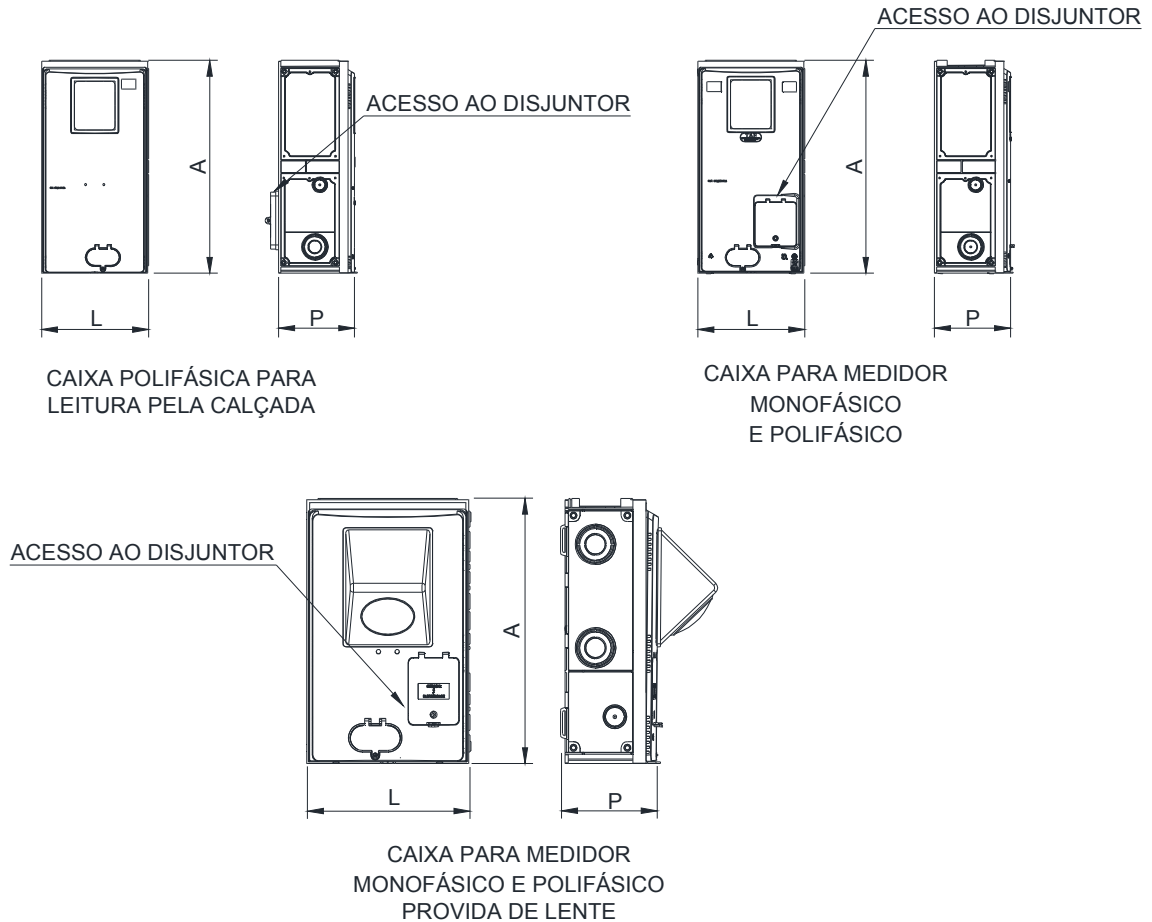 ACESSO AO DISJUNTOR
ACESSO AO DISJUNTOR
A
A
L
P
L
P
CAIXA POLIFÁSICA PARA
LEITURA PELA CALÇADA
CAIXA PARA MEDIDOR
MONOFÁSICO
E POLIFÁSICO
ACESSO AO DISJUNTOR
A
L
P
CAIXA PARA MEDIDOR
MONOFÁSICO E POLIFÁSICO
PROVIDA DE LENTE